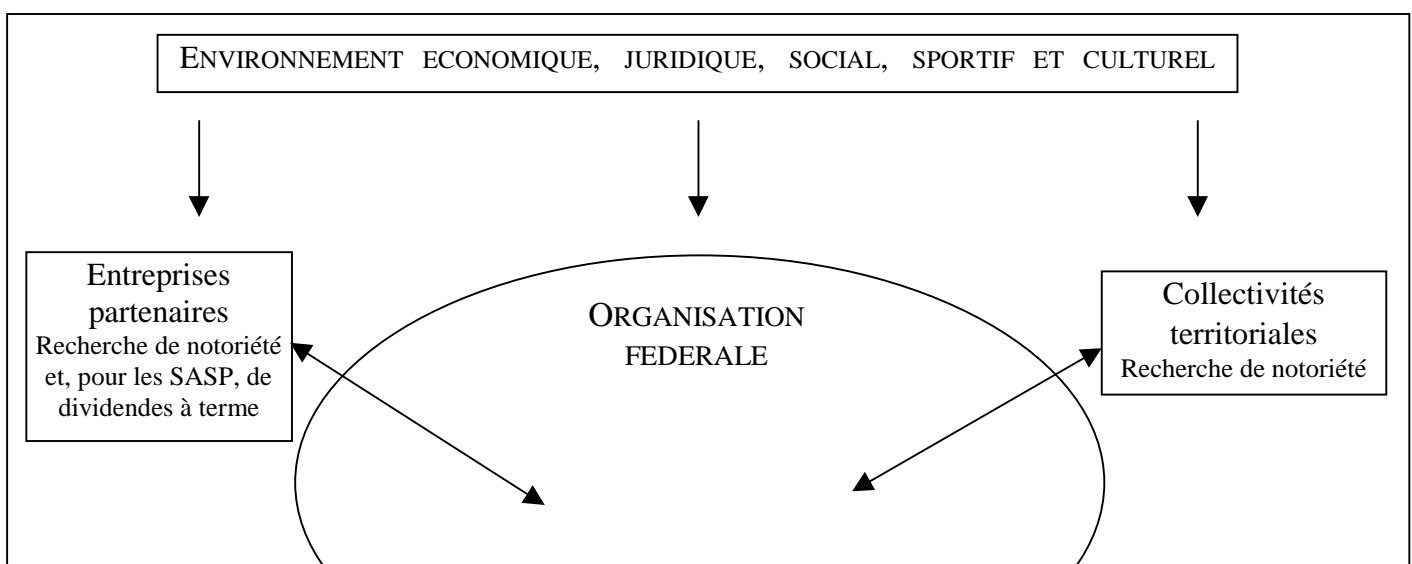 ENVIRONNEMENT ECONOMIQUE, JURIDIQUE, SOCIAL, SPORTIF ET CULTUREL
Entreprises
partenaires
Recherche de notoriété
et, pour les SASP, de
dividendes à terme
ORGANISATION
FEDERALE
Collectivités
territoriales
Recherche de notoriété